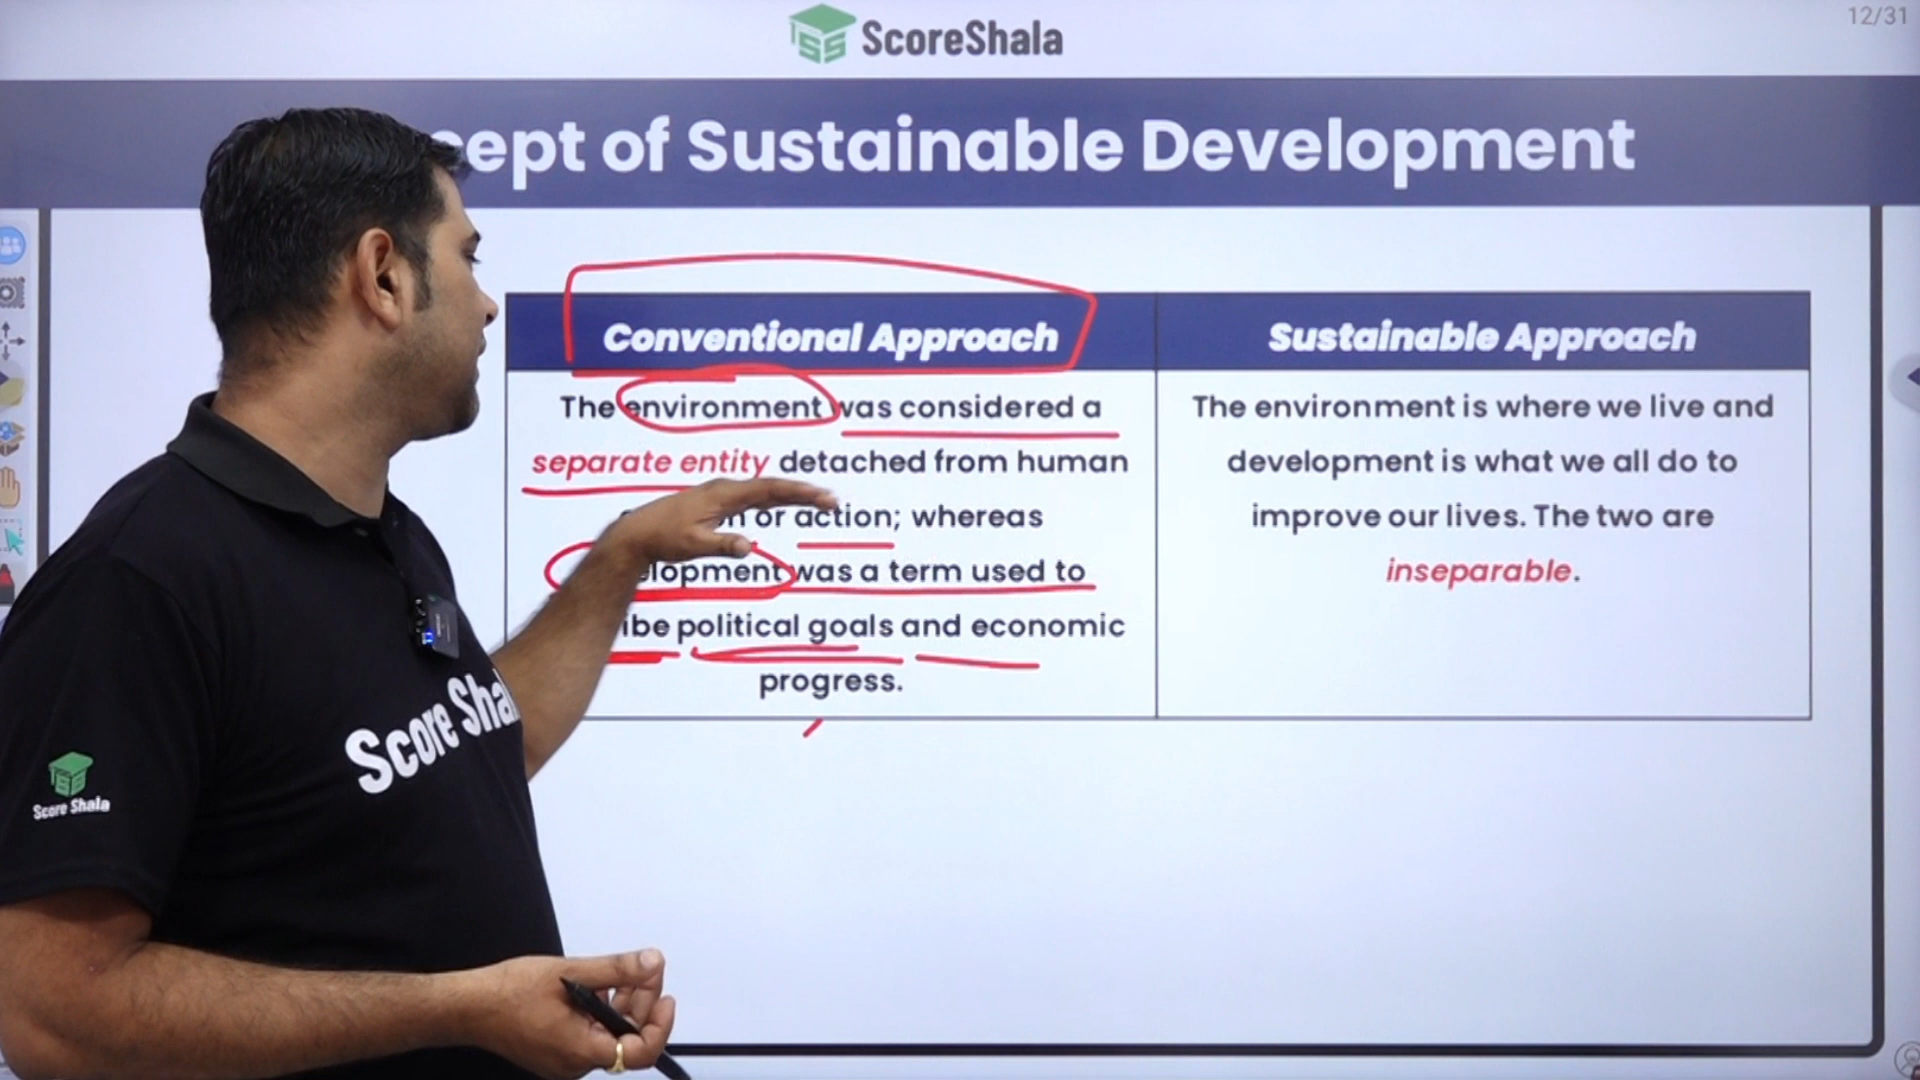 ScoreShala
12/31
cept of Sustainable Development
Conventional Approach
The environment was considered a
separate entity detached from human
or action; whereas
lopment was a term used to
ibe political goals and economic
progress.
Sustainable Approach
The environment is where we live and
development is what we all do to
improve our lives. The two are
inseparable.
Score Sha
Score Shala